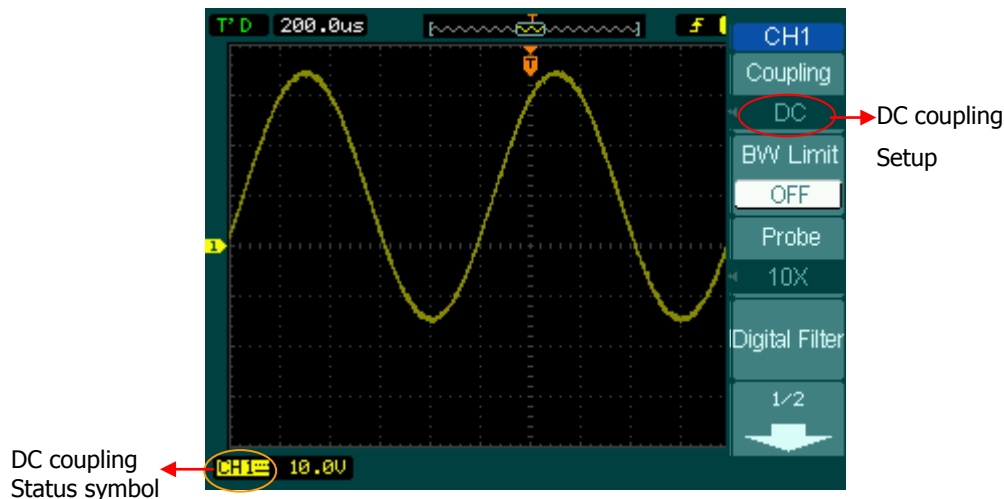 T'D 200.0us
T
T
CH1
Coupling
DC
DC coupling
Setup
BW Limit
OFF
1
Probe
10X
Digital Filter
1/2
CH1 10.0V
DC coupling
Status symbol